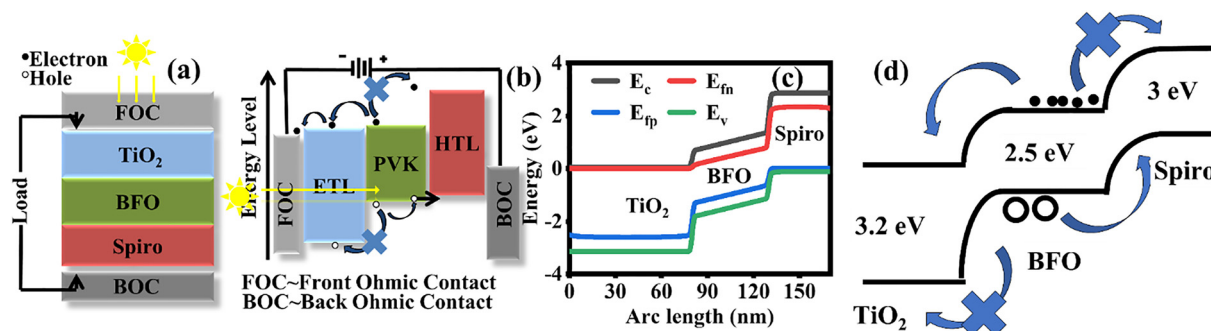 (a)
•Electron
○Hole
FOC
TiO2
BFO
Spiro
BOC
Load
(b)
- +
Energy Level
FOC
ETL
PVK
HTL
BOC
FOC~Front Ohmic Contact
BOC~Back Ohmic Contact
(c)
Ec
Efn
Efp
Ev
Spiro
BFO
TiO2
Energy (eV)
4
2
0
-2
-4
0 30 60 90 120 150
Arc length (nm)
(d)
3 eV
2.5 eV
Spiro
3.2 eV
BFO
TiO2